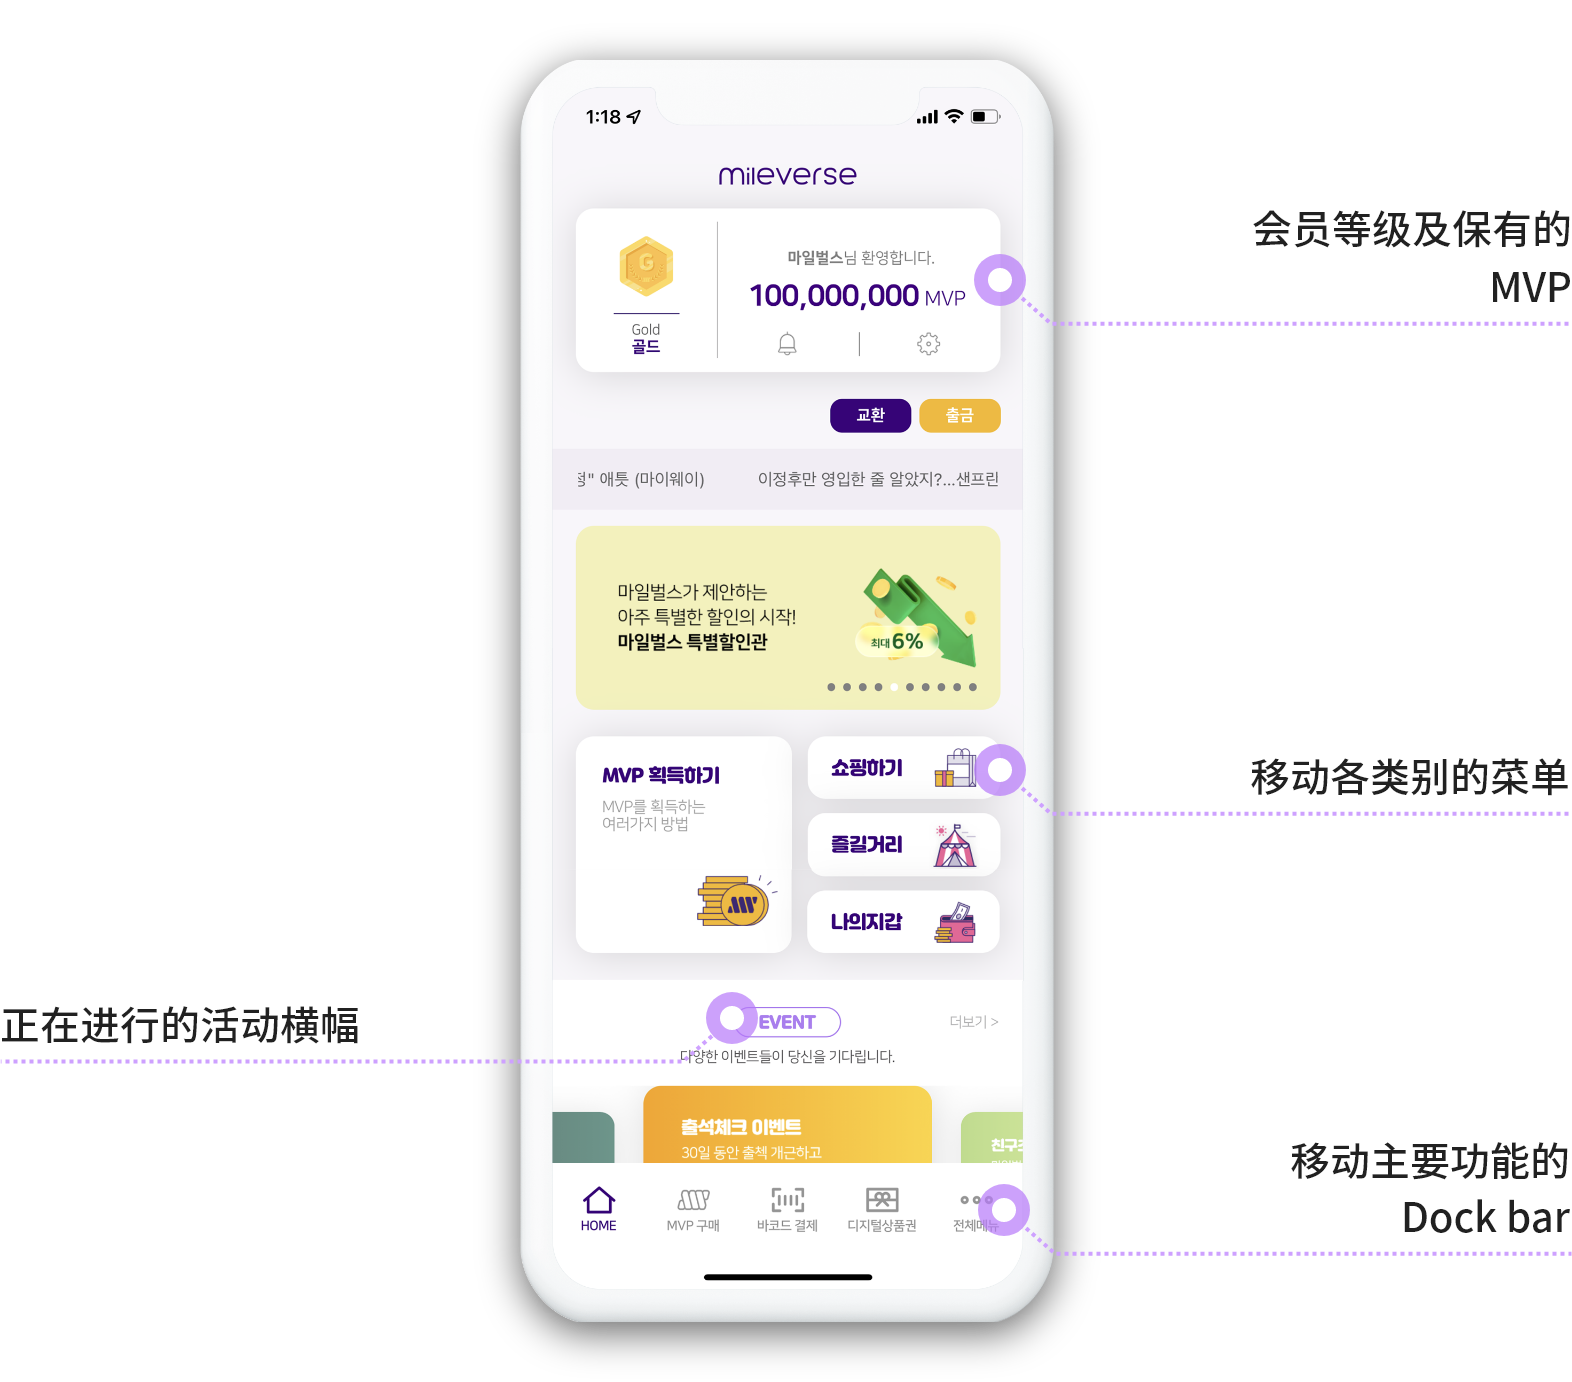 1:18
mileverse
会员等级及保有的
MVP
G
마일벌스님 환영합니다.
100,000,000 MVP
Gold
골드
교환
출금
" 애틋 (마이웨이)
이정후만 영입한 줄 알았지?...샌프린
마일벌스가 제안하는
아주 특별한 할인의 시작!
마일벌스 특별할인관
최대 6%
MVP 획득하기
MVP를 획득하는
여러가지 방법
쇼핑하기
즐길거리
나의지갑
移动各类别的菜单
正在进行的活动横幅
EVENT
더보기 >
다양한 이벤트들이 당신을 기다립니다.
출석체크 이벤트
30일 동안 출첵 개근하고
친구초
移动主要功能的
Dock bar
HOME
MVP 구매
바코드 결제
디지털상품권
전체메뉴